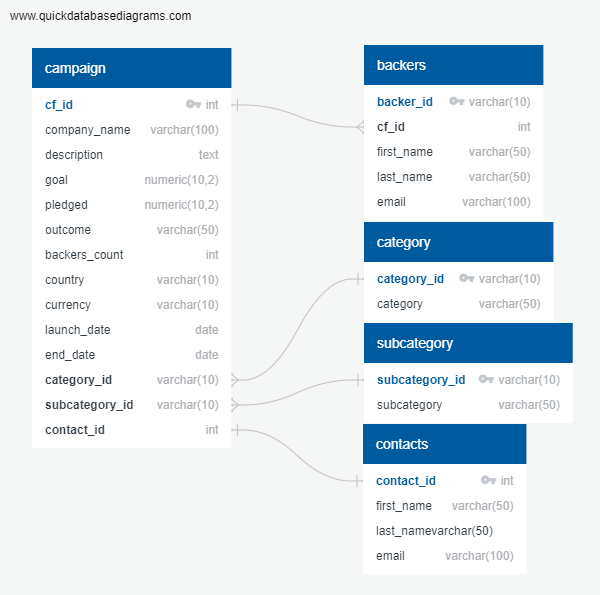 www.quickdatabasediagrams.com
campaign
cf_id int
company_name varchar(100)
description text
goal numeric(10,2)
pledged numeric(10,2)
outcome varchar(50)
backers_count int
country varchar(10)
currency varchar(10)
launch_date date
end_date date
category_id varchar(10)
subcategory_id varchar(10)
contact_id int
backers
backer_id varchar(10)
cf_id int
first_name varchar(50)
last_name varchar(50)
email varchar(100)
category
category_id varchar(10)
category varchar(50)
subcategory
subcategory_id varchar(10)
subcategory varchar(50)
contacts
contact_id int
first_name varchar(50)
last_namevarchar(50)
email varchar(100)